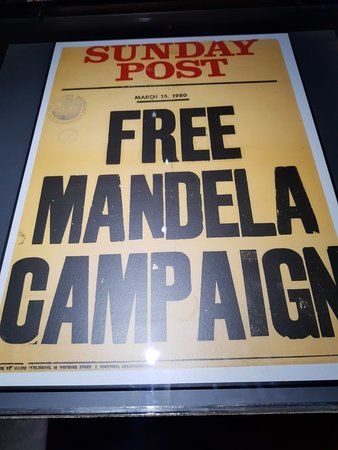 SUNDAY
POST
MARCH 15, 1980
FREE
MANDELA
CAMPAIGN